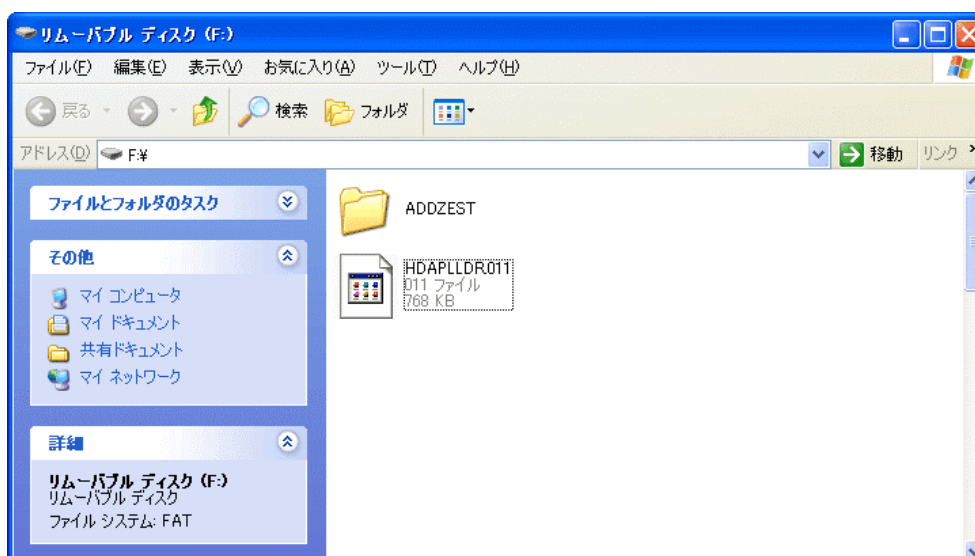 リムーバブル ディスク (F:)
ファイル(F) 編集(E) 表示(V) お気に入り(A) ツール(T) ヘルプ(H)
戻る 検索 フォルダ
アドレス(D) F:¥ 移動 リンク »
ファイルとフォルダのタスク
その他
マイ コンピュータ
マイ ドキュメント
共有ドキュメント
マイ ネットワーク
詳細
リムーバブル ディスク (F:)
リムーバブル ディスク
ファイル システム: FAT
ADDZEST
HDAPLLDR.011
011 ファイル
768 KB